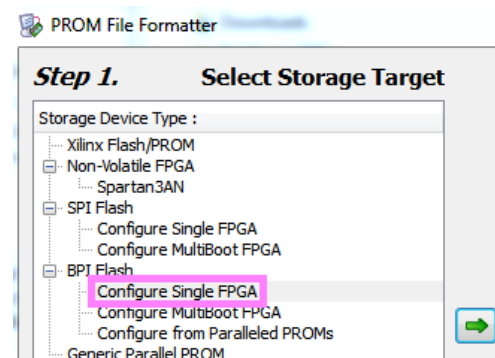 PROM File Formatter
Step 1. Select Storage Target
Storage Device Type :
Xilinx Flash/PROM
Non-Volatile FPGA
Spartan3AN
SPI Flash
Configure Single FPGA
Configure MultiBoot FPGA
BPI Flash
Configure Single FPGA
Configure MultiBoot FPGA
Configure from Paralleled PROMs
Generic Parallel PROM